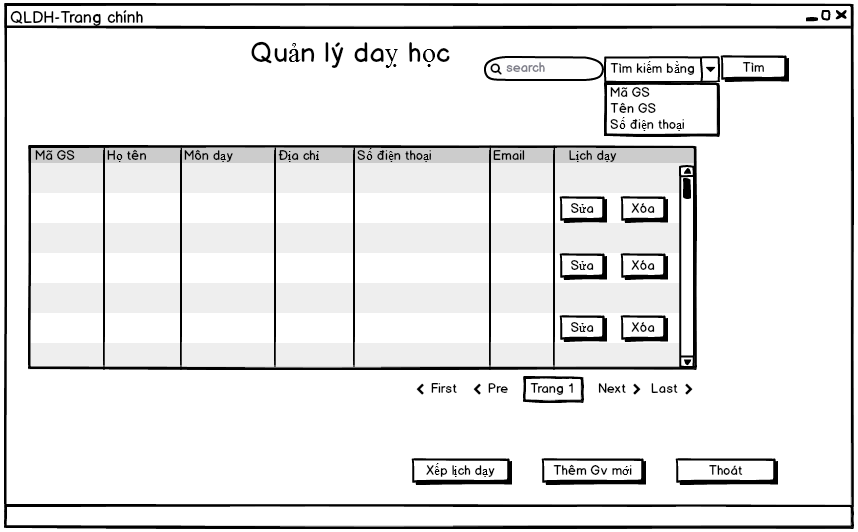 QLDH-Trang chính
Quản lý dạy học
search
Tìm kiếm bằng
Tìm
Mã GS
Tên GS
Số điện thoại
Mã GS Họ tên Môn dạy Địa chỉ Số điện thoại Email Lịch dạy
Sửa Xóa
Sửa Xóa
Sửa Xóa
First Pre Trang 1 Next Last
Xếp lịch dạy Thêm Gv mới Thoát